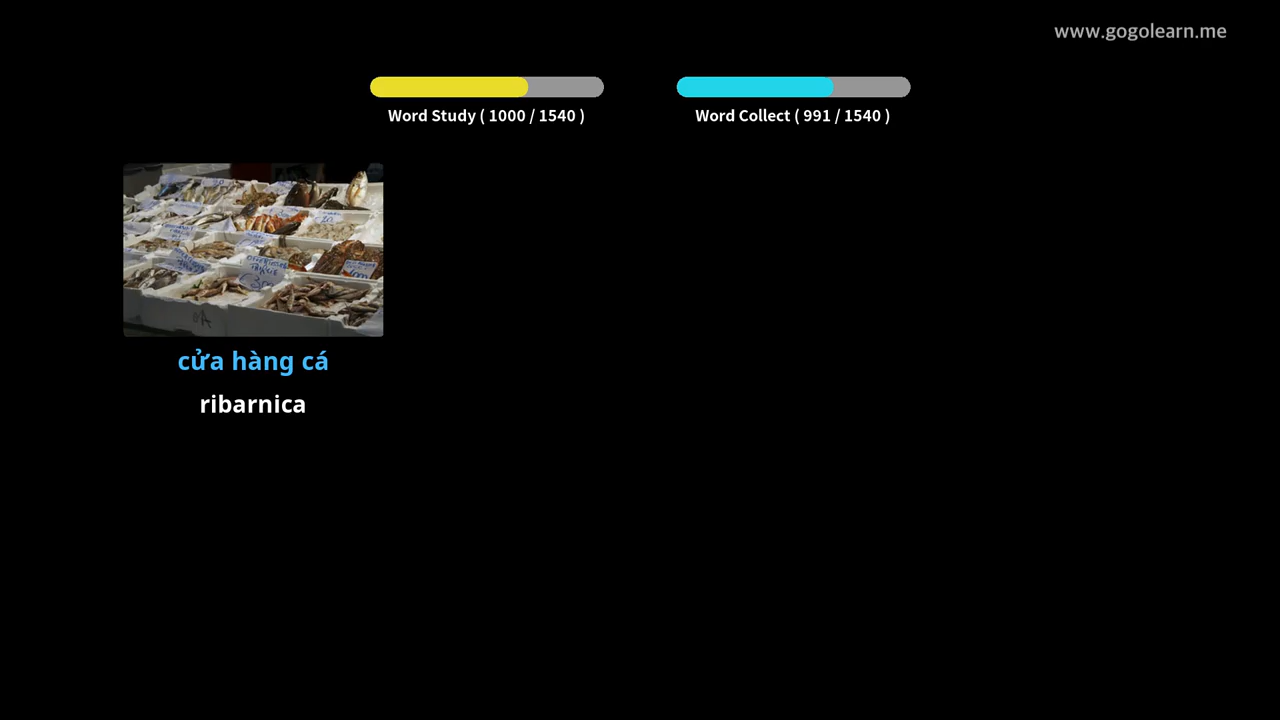 www.gogolearn.me
Word Study ( 1000 / 1540 )
Word Collect ( 991 / 1540 )
cửa hàng cá
ribarnica